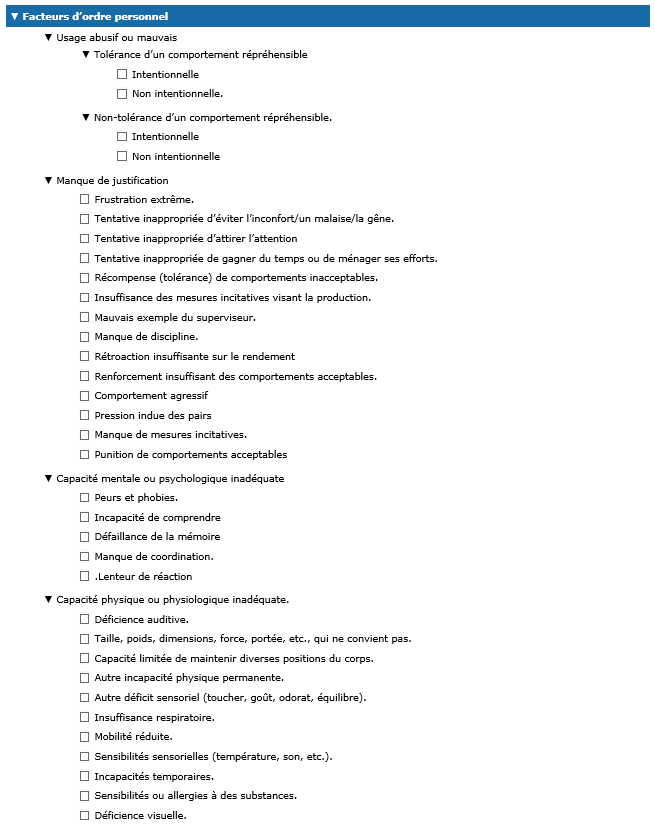 ▼ Facteurs d’ordre personnel
▼ Usage abusif ou mauvais
▼ Tolérance d’un comportement répréhensible
Intentionnelle
Non intentionnelle.
▼ Non-tolérance d’un comportement répréhensible.
Intentionnelle
Non intentionnelle
▼ Manque de justification
Frustration extrême.
Tentative inappropriée d’éviter l’inconfort/un malaise/la gêne.
Tentative inappropriée d’attirer l’attention
Tentative inappropriée de gagner du temps ou de ménager ses efforts.
Récompense (tolérance) de comportements inacceptables.
Insuffisance des mesures incitatives visant la production.
Mauvais exemple du superviseur.
Manque de discipline.
Rétroaction insuffisante sur le rendement
Renforcement insuffisant des comportements acceptables.
Comportement agressif
Pression indue des pairs
Manque de mesures incitatives.
Punition de comportements acceptables
▼ Capacité mentale ou psychologique inadéquate
Peurs et phobies.
Incapacité de comprendre
Défaillance de la mémoire
Manque de coordination.
.Lenteur de réaction
▼ Capacité physique ou physiologique inadéquate.
Déficience auditive.
Taille, poids, dimensions, force, portée, etc., qui ne convient pas.
Capacité limitée de maintenir diverses positions du corps.
Autre incapacité physique permanente.
Autre déficit sensoriel (toucher, goût, odorat, équilibre).
Insuffisance respiratoire.
Mobilité réduite.
Sensibilités sensorielles (température, son, etc.).
Incapacités temporaires.
Sensibilités ou allergies à des substances.
Déficience visuelle.